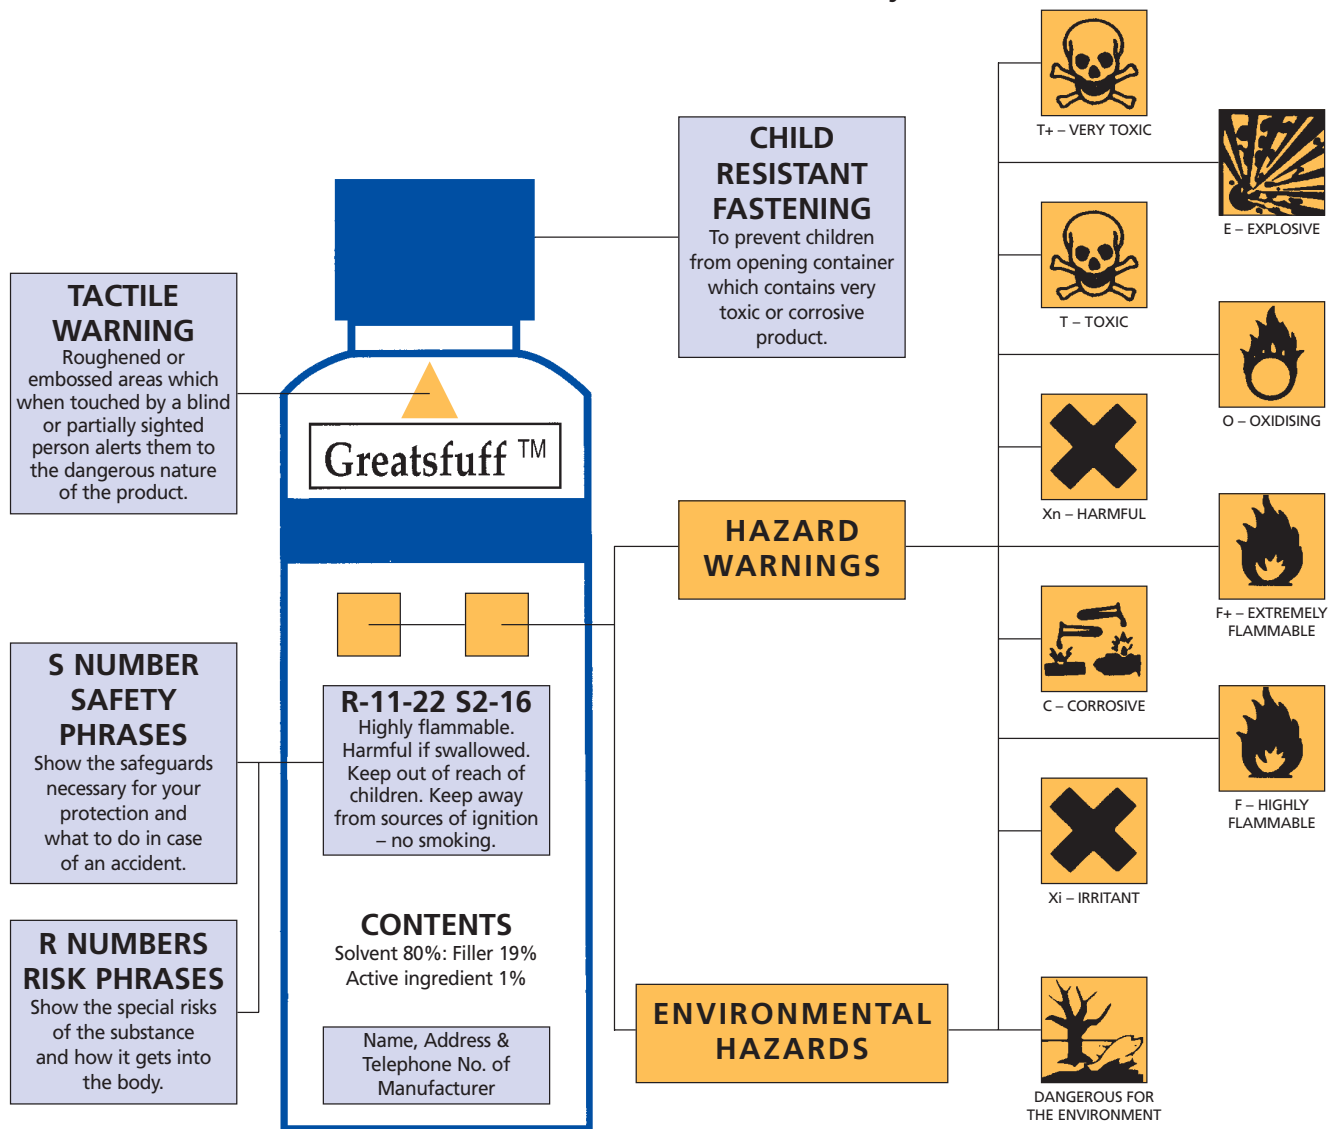 T+ – VERY TOXIC
E – EXPLOSIVE
CHILD
RESISTANT
FASTENING
To prevent children
from opening container
which contains very
toxic or corrosive
product.
T – TOXIC
TACTILE
WARNING
Roughened or
embossed areas which
when touched by a blind
or partially sighted
person alerts them to
the dangerous nature
of the product.
O – OXIDISING
Greatsfuff TM
Xn – HARMFUL
HAZARD
WARNINGS
F+ – EXTREMELY
FLAMMABLE
S NUMBER
SAFETY
PHRASES
Show the safeguards
necessary for your
protection and
what to do in case
of an accident.
R-11-22 S2-16
Highly flammable.
Harmful if swallowed.
Keep out of reach of
children. Keep away
from sources of ignition
– no smoking.
C – CORROSIVE
F – HIGHLY
FLAMMABLE
Xi – IRRITANT
R NUMBERS
RISK PHRASES
Show the special risks
of the substance
and how it gets into
the body.
CONTENTS
Solvent 80%: Filler 19%
Active ingredient 1%
Name, Address &
Telephone No. of
Manufacturer
ENVIRONMENTAL
HAZARDS
DANGEROUS FOR
THE ENVIRONMENT